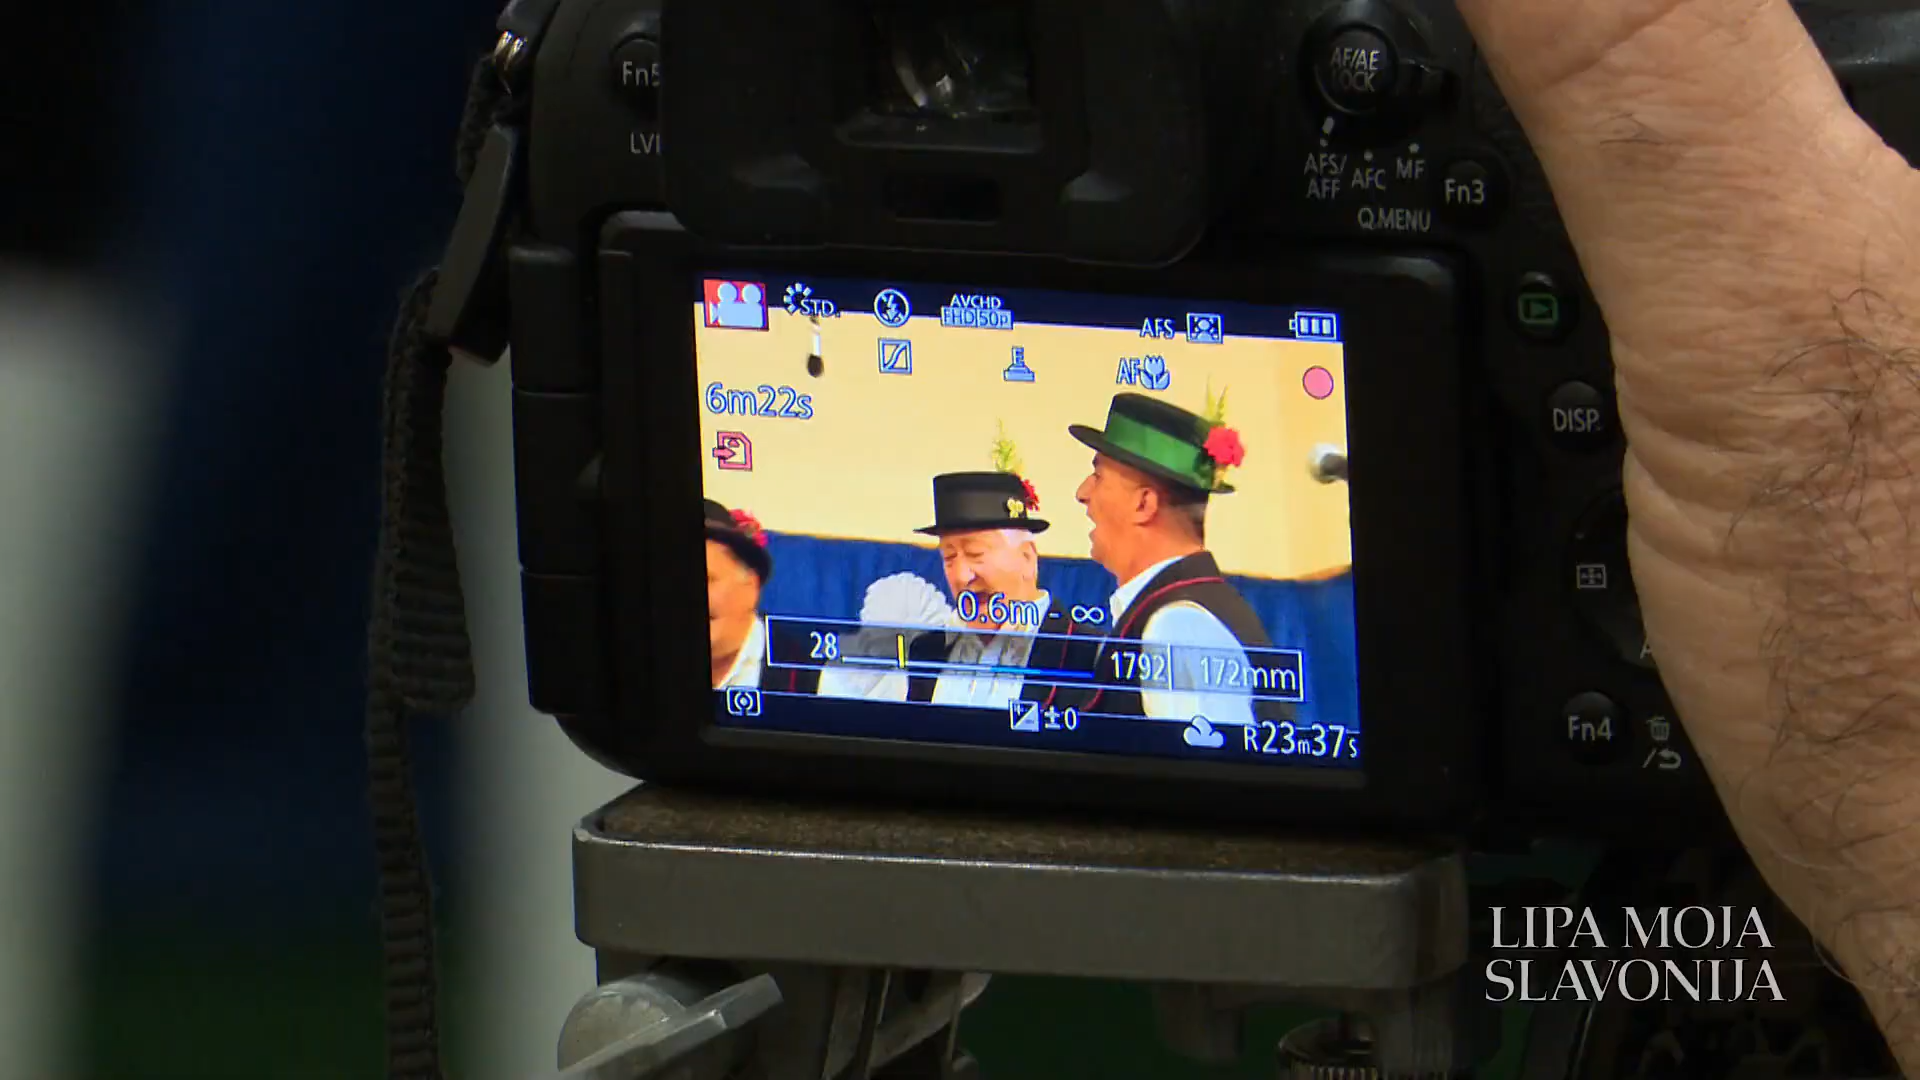 Fn5
LVF
AF/AE
LOCK
AFS/
AFF
AFC
MF
Fn3
Q.MENU
STD.
AVCHD
FHD 50p
AFS
AF
E
6m22s
DISP.
0.6m - ∞
28
1792
172mm
±0
R23m37s
Fn4
LIPA MOJA
SLAVONIJA